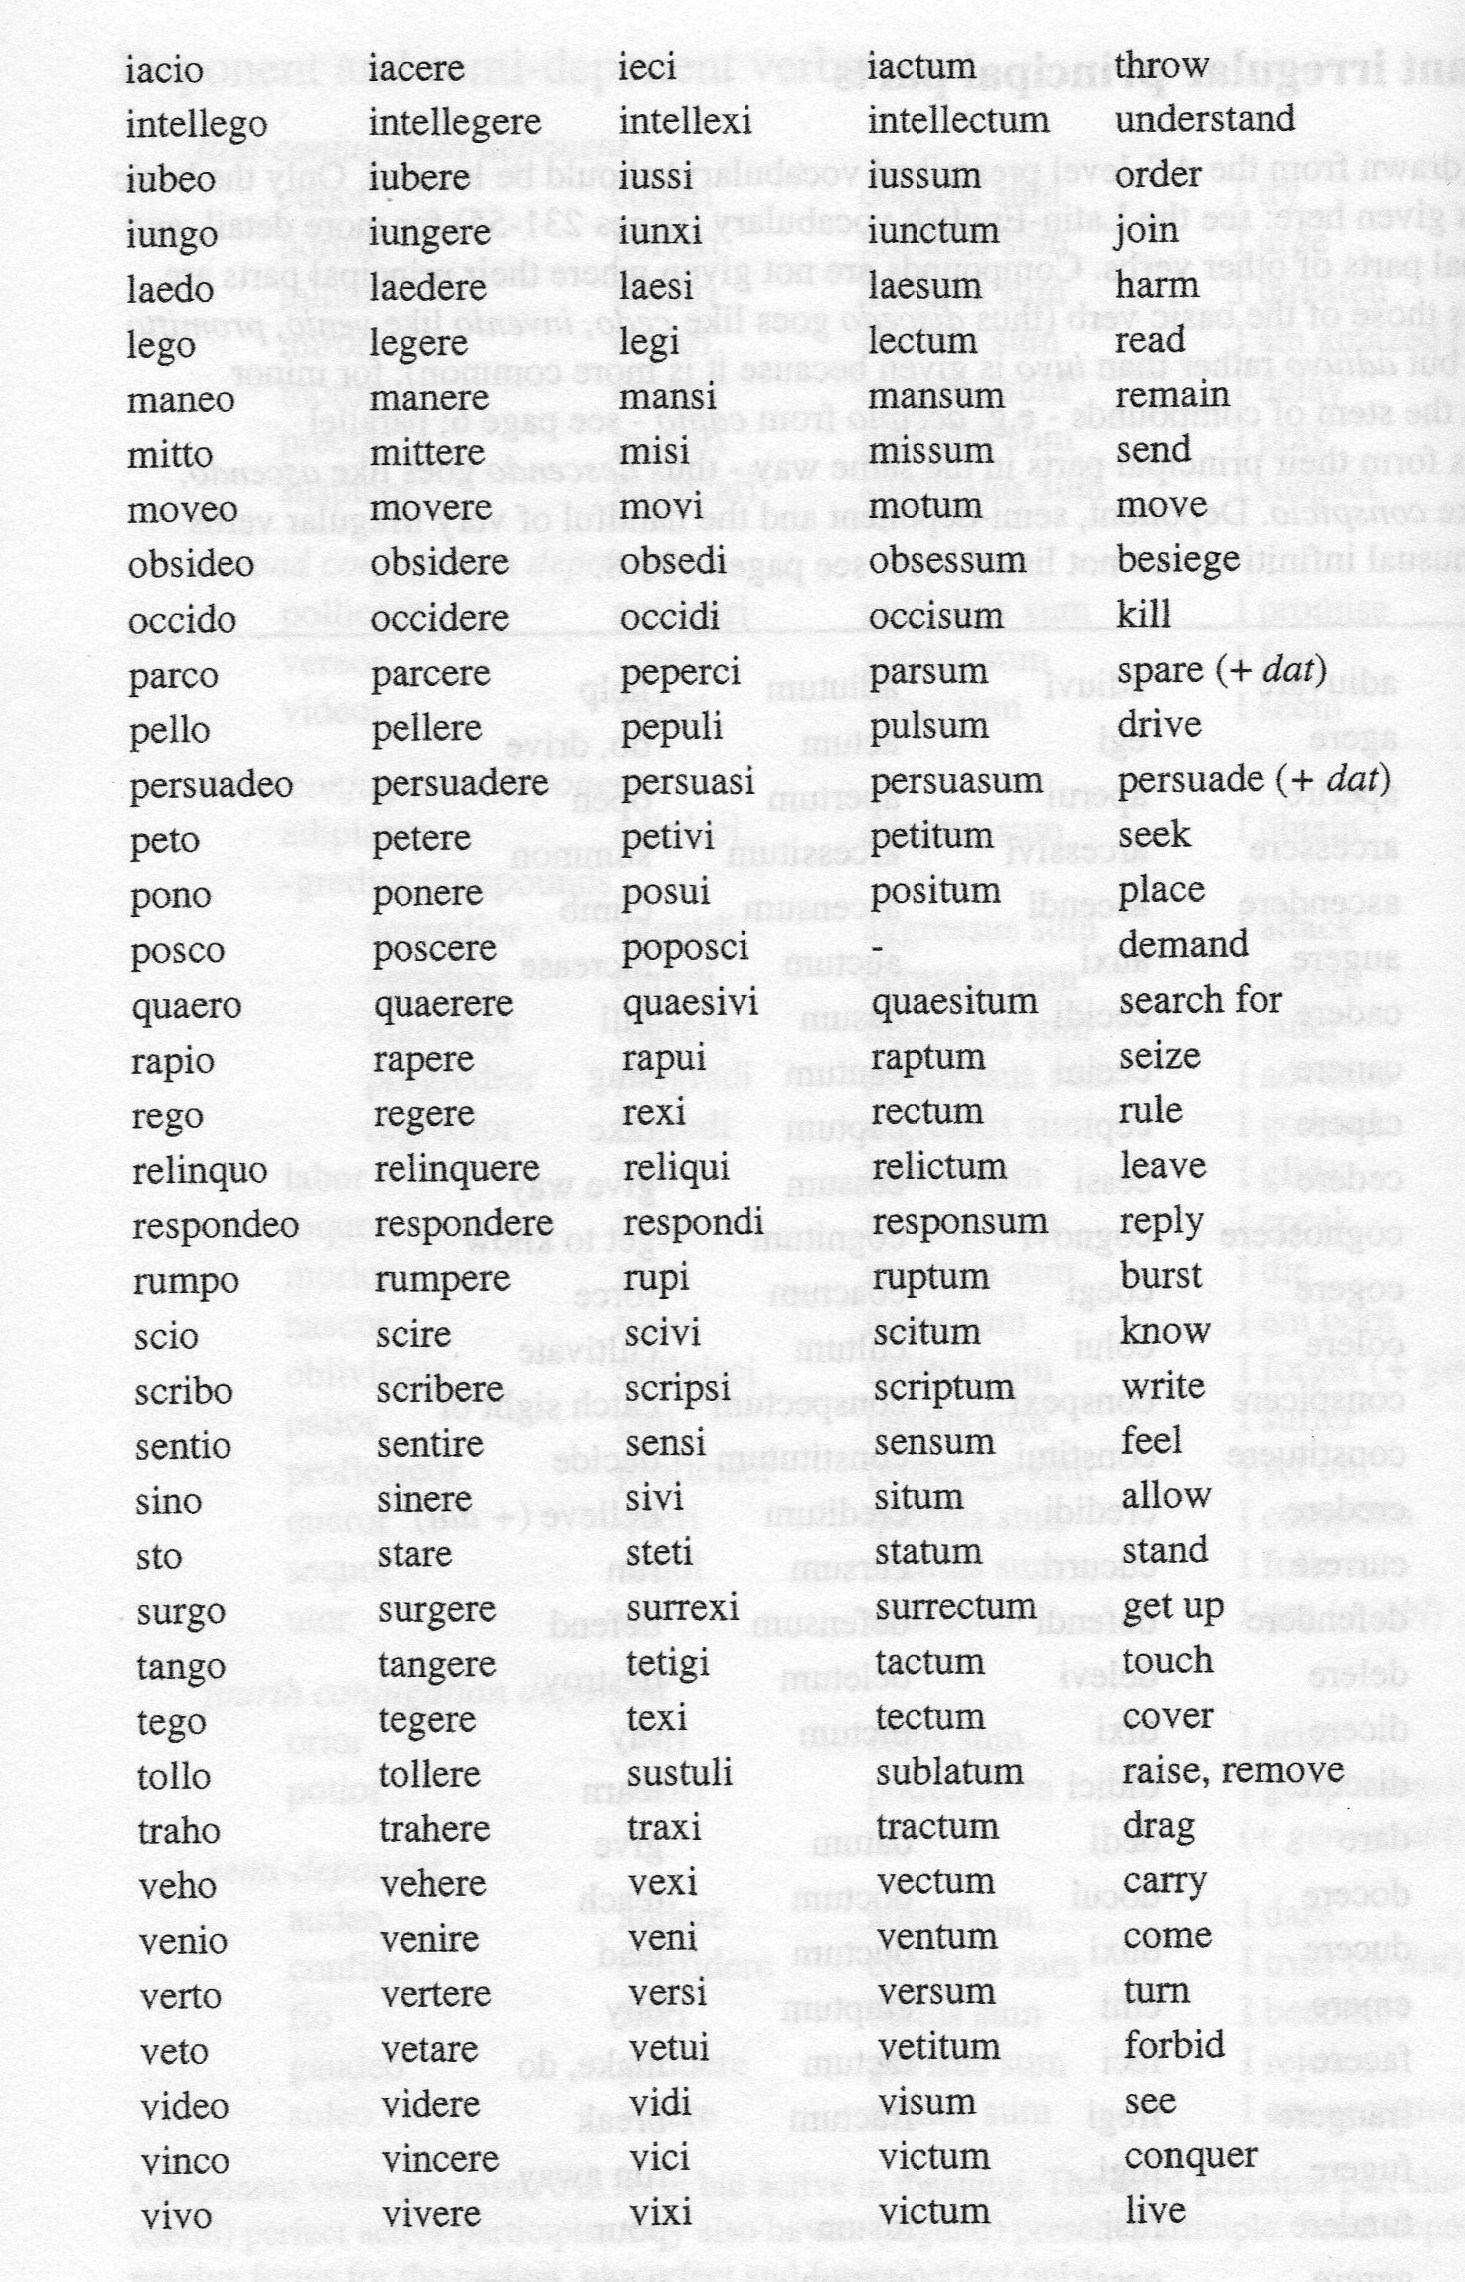 iacio iacere ieci iactum throw
intellego intellegere intellexi intellectum understand
iubeo iubere iussi iussum order
iungo iungere iunxi iunctum join
laedo laedere laesi laesum harm
lego legere legi lectum read
maneo manere mansi mansum remain
mitto mittere misi missum send
moveo movere movi motum move
obsideo obsidere obsedi obsessum besiege
occido occidere occidi occisum kill
parco parcere peperci parsum spare (+ dat)
pello pellere pepuli pulsum drive
persuadeo persuadere persuasi persuasum persuade (+ dat)
peto petere petivi petitum seek
pono ponere posui positum place
posco poscere poposci - demand
quaero quaerere quaesivi quaesitum search for
rapio rapere rapui raptum seize
rego regere rexi rectum rule
relinquo relinquere reliqui relictum leave
respondeo respondere respondi responsum reply
rumpo rumpere rupi ruptum burst
scio scire scivi scitum know
scribo scribere scripsi scriptum write
sentio sentire sensi sensum feel
sino sinere sivi situm allow
sto stare steti statum stand
surgo surgere surrexi surrectum get up
tango tangere tetigi tactum touch
tego tegere texi tectum cover
tollo tollere sustuli sublatum raise, remove
traho trahere traxi tractum drag
veho vehere vexi vectum carry
venio venire veni ventum come
verto vertere versi versum turn
veto vetare vetui vetitum forbid
video videre vidi visum see
vinco vincere vici victum conquer
vivo vivere vixi victum live